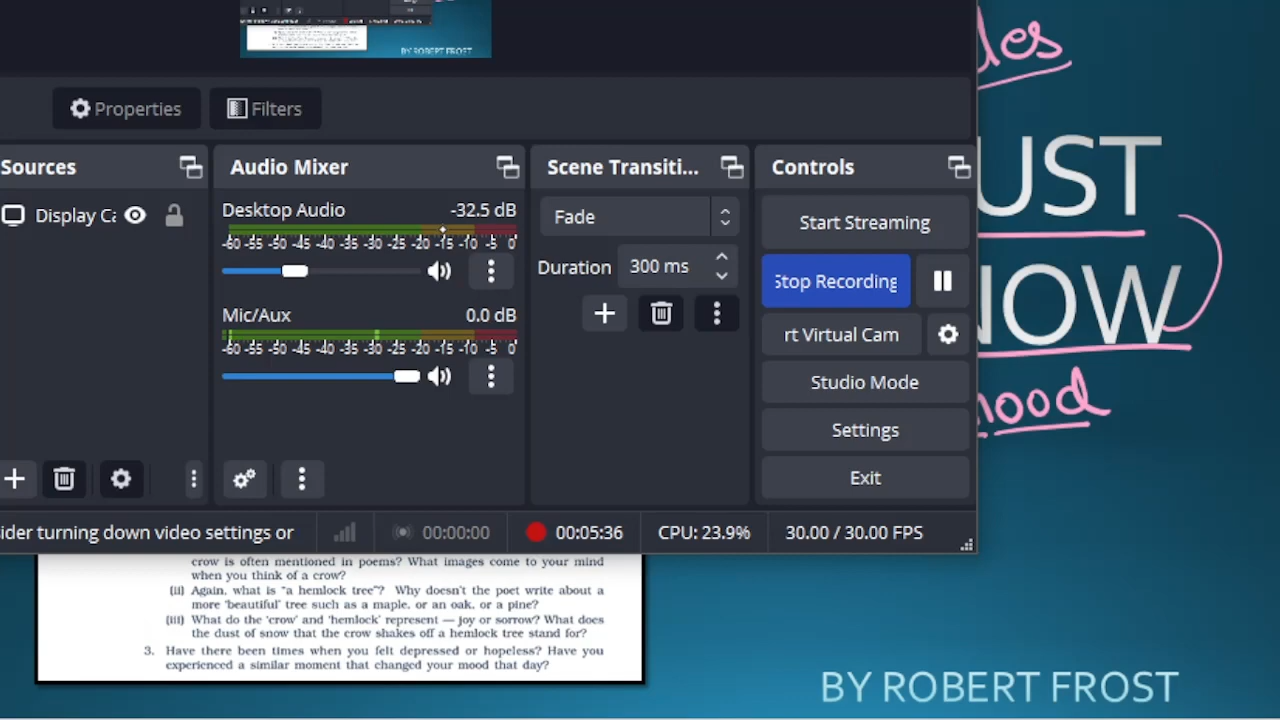 BY ROBERT FROST
Properties
Filters
Sources
Audio Mixer
Scene Transiti...
Controls
Display Ca
Desktop Audio
-32.5 dB
-60 -55 -50 -45 -40 -35 -30 -25 -20 -15 -10 -5 0
Mic/Aux
0.0 dB
-60 -55 -50 -45 -40 -35 -30 -25 -20 -15 -10 -5 0
Fade
Duration 300 ms
Start Streaming
Stop Recording
rt Virtual Cam
Studio Mode
Settings
Exit
sider turning down video settings or
00:00:00
00:05:36
CPU: 23.9%
30.00 / 30.00 FPS
UST
NOW
mood
crow is often mentioned in poems? What images come to your mind
when you think of a crow?
(ii) Again, what is "a hemlock tree"? Why doesn't the poet write about a
more 'beautiful' tree such as a maple, or an oak, or a pine?
(iii) What do the 'crow' and 'hemlock' represent — joy or sorrow? What does
the dust of snow that the crow shakes off a hemlock tree stand for?
3. Have there been times when you felt depressed or hopeless? Have you
experienced a similar moment that changed your mood that day?
BY ROBERT FROST